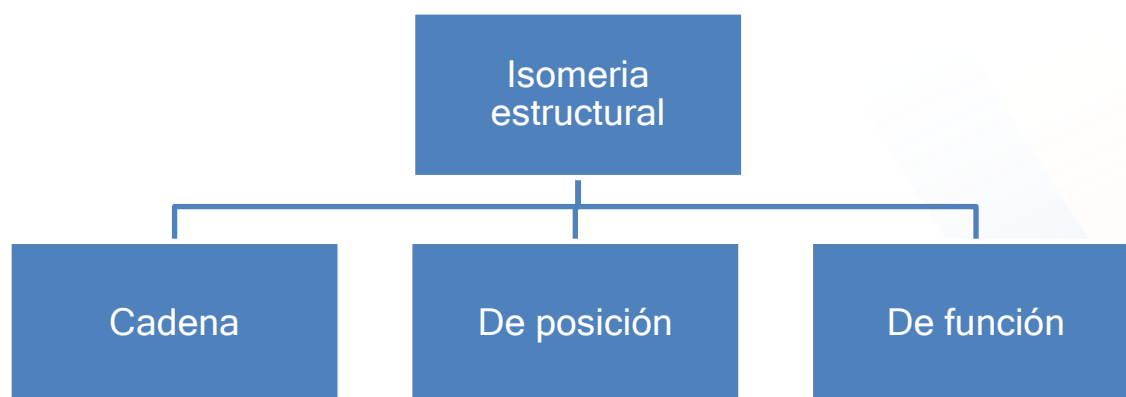 Isomeria
estructural
Cadena
De posición
De función